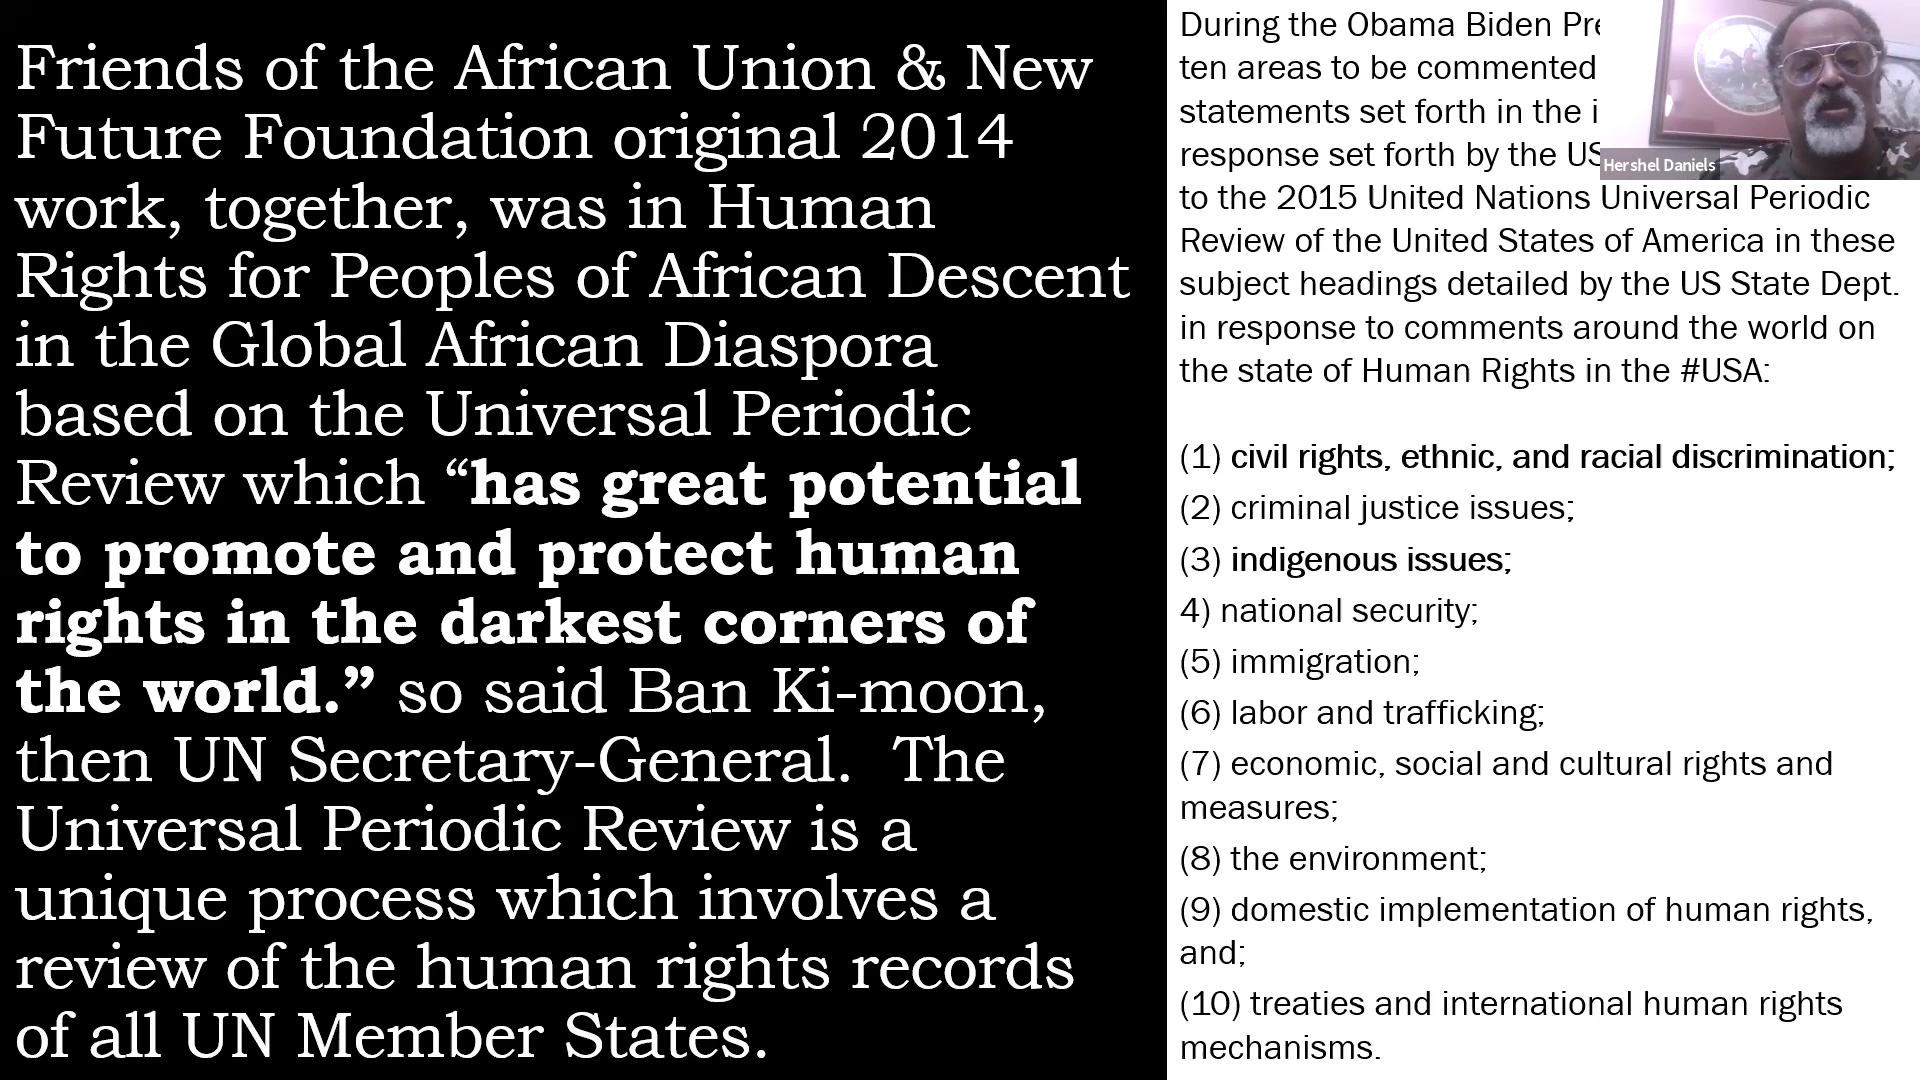 Friends of the African Union & New
Future Foundation original 2014
work, together, was in Human
Rights for Peoples of African Descent
in the Global African Diaspora
based on the Universal Periodic
Review which “has great potential
to promote and protect human
rights in the darkest corners of
the world.” so said Ban Ki-moon,
then UN Secretary-General.  The
Universal Periodic Review is a
unique process which involves a
review of the human rights records
of all UN Member States.
During the Obama Biden
ten areas to be commented
statements set forth in the
response set forth by the
to the 2015 United Nations Universal Periodic
Review of the United States of America in these
subject headings detailed by the US State Dept.
in response to comments around the world on
the state of Human Rights in the #USA:
(1) civil rights, ethnic, and racial discrimination;
(2) criminal justice issues;
(3) indigenous issues;
4) national security;
(5) immigration;
(6) labor and trafficking;
(7) economic, social and cultural rights and
measures;
(8) the environment;
(9) domestic implementation of human rights,
and;
(10) treaties and international human rights
mechanisms.
Hershel Daniels